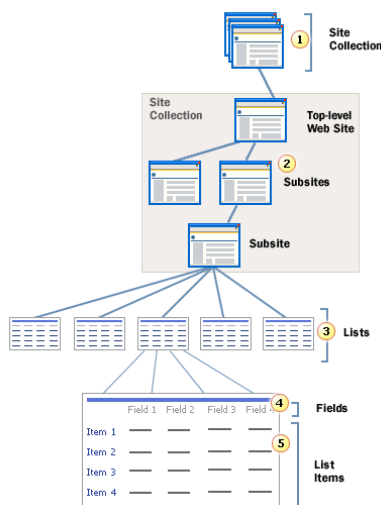 1
Site
Collection
Site
Collection
Top-level
Web Site
2
Subsites
Subsite
3
Lists
4
Fields
Field 1 Field 2 Field 3 Field
5
Item 1
Item 2
Item 3
Item 4
List
Items